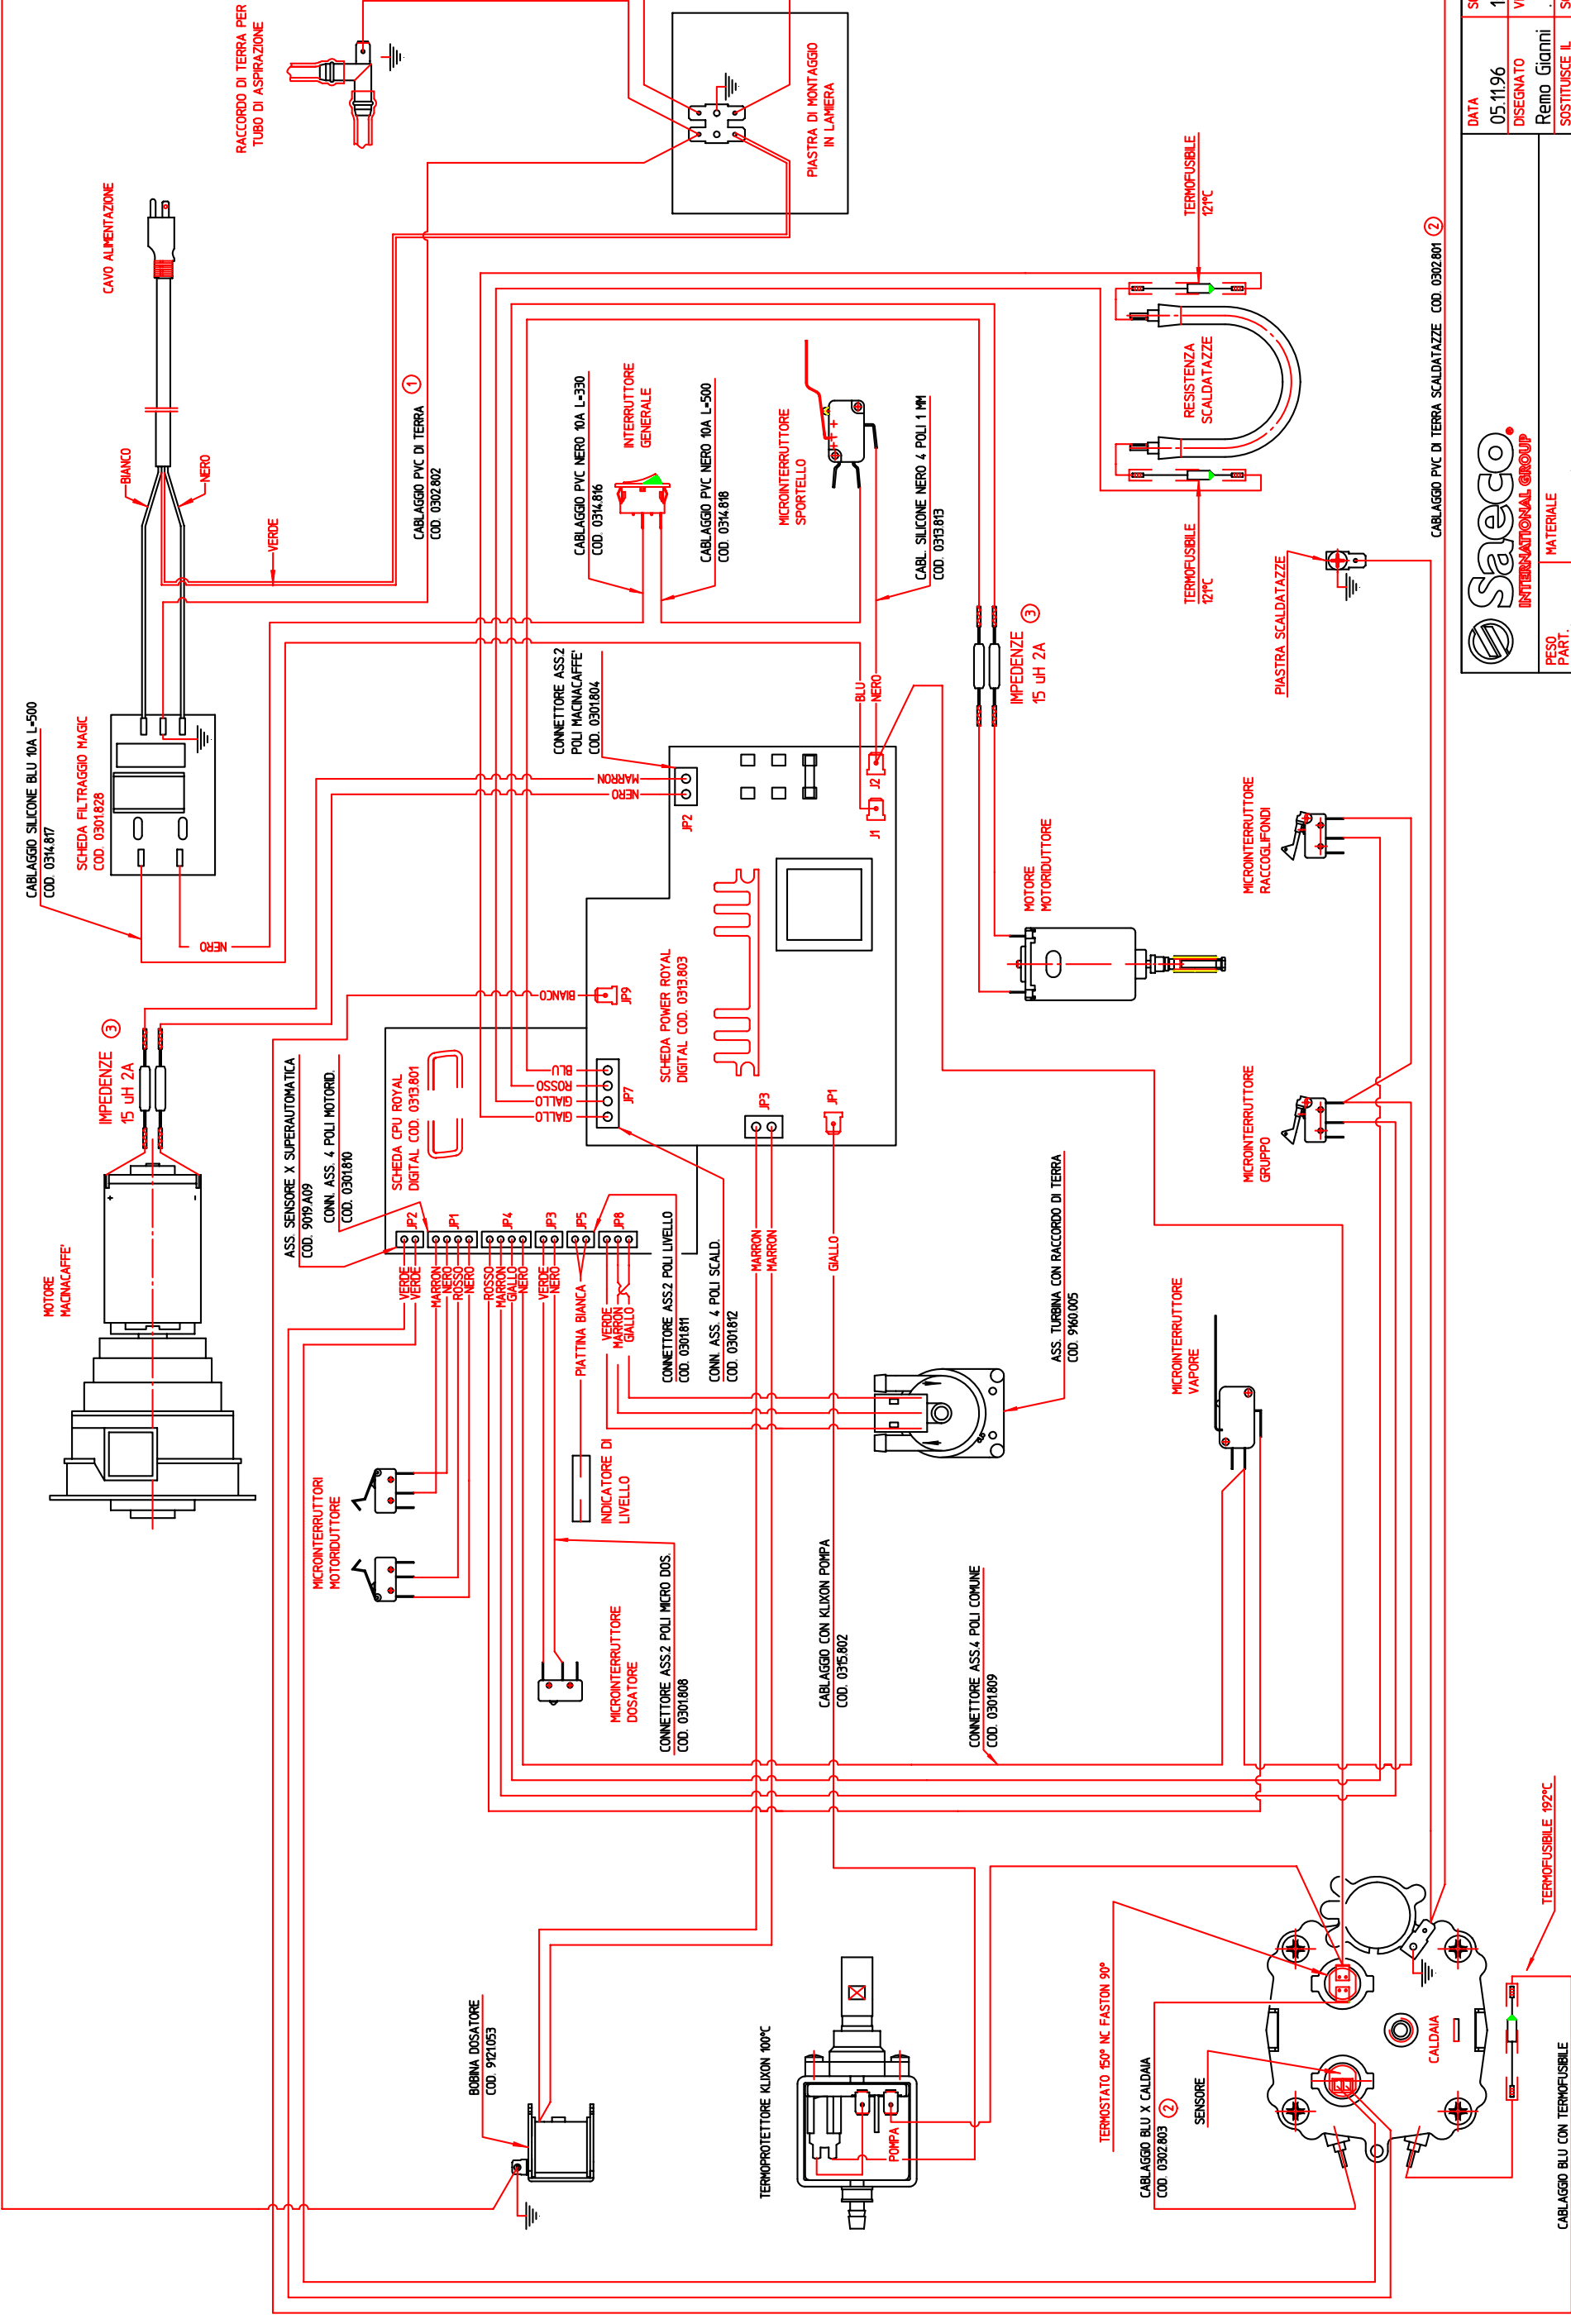 RACCORDO DI TERRA PER
TUBO DI ASPIRAZIONE
CAVO ALIMENTAZIONE
PIASTRA DI MONTAGGIO
IN LAMIERA
BIANCO
NERO
VERDE
CABLAGGIO PVC DI TERRA 1
COD. 0302.802
CABLAGGIO SILICONE BLU 10A L=500
COD. 0314.817
SCHEDA FILTRAGGIO MAGIC
COD. 0301.828
NERO
CABLAGGIO PVC NERO 10A L=330
COD. 0314.816
INTERRUTTORE
GENERALE
CABLAGGIO PVC NERO 10A L=500
COD. 0314.818
MICROINTERRUTTORE
SPORTELLO
CABL. SILICONE NERO 4 POLI 1 MM
COD. 0313.813
TERMOFUSIBILE
121°C
RESISTENZA
SCALDATAZZE
TERMOFUSIBILE
121°C
PIASTRA SCALDATAZZE
CABLAGGIO PVC DI TERRA SCALDATAZZE COD. 0302.801 2
CONNETTORE ASS.2
POLI MACINACAFFE'
COD. 0301.804
MARRON
NERO
JP2
BLU
NERO
J1
J2
IMPEDENZE 3
15 uH 2A
IMPEDENZE 3
15 uH 2A
MOTORE
MACINACAFFE'
+
-
ASS. SENSORE X SUPERAUTOMATICA
COD. 9019.A09
CONN. ASS. 4 POLI MOTORID.
COD. 0301.810
SCHEDA CPU ROYAL
DIGITAL COD. 0313.801
BIANCO
JP9
BLU
ROSSO
GIALLO
GIALLO
JP7
SCHEDA POWER ROYAL
DIGITAL COD. 0313.803
JP3
JP1
MOTORE
MOTORIDUTTORE
MICROINTERRUTTORE
RACCOGLIFONDI
MICROINTERRUTTORE
GRUPPO
JP2
JP1
JP4
JP3
JP5
JP8
VERDE
VERDE
MARRON
NERO
ROSSO
NERO
ROSSO
MARRON
GIALLO
NERO
VERDE
NERO
PIATTINA BIANCA
VERDE
MARRON
GIALLO
CONNETTORE ASS.2 POLI LIVELLO
COD. 0301.811
CONN. ASS. 4 POLI SCALD.
COD. 0301.812
MARRON
MARRON
GIALLO
ASS. TURBINA CON RACCORDO DI TERRA
COD. 9160.005
MICROINTERRUTTORE
VAPORE
MICROINTERRUTTORI
MOTORIDUTTORE
INDICATORE DI
LIVELLO
MICROINTERRUTTORE
DOSATORE
CONNETTORE ASS.2 POLI MICRO DOS.
COD. 0301.808
CABLAGGIO CON KLIXON POMPA
COD. 0315.802
CONNETTORE ASS.4 POLI COMUNE
COD. 0301.809
BOBINA DOSATORE
COD. 9121.053
TERMOPROTETTORE KLIXON 100°C
POMPA
TERMOSTATO 150° NC FASTON 90°
CABLAGGIO BLU X CALDAIA
COD. 0302.803 2
SENSORE
CALDAIA
TERMOFUSIBILE 192°C
CABLAGGIO BLU CON TERMOFUSIBILE
Saeco®
INTERNATIONAL GROUP
PESO
PART.
MATERIALE
DATA
05.11.96
DISEGNATO
Remo Gianni
SOSTITUISCE IL